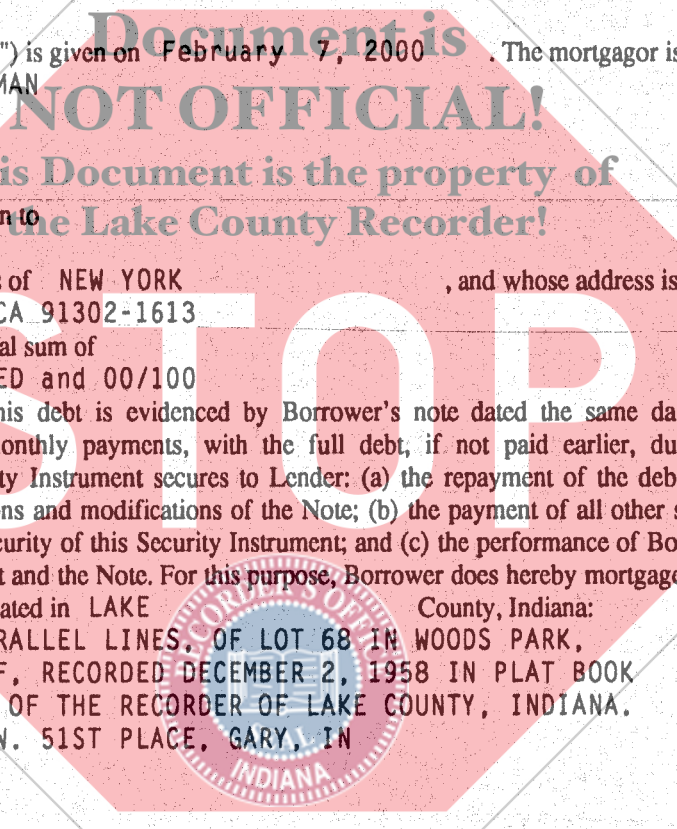 Document is
") is given on February 7, 2000 . The mortgagor is
MAN
NOT OFFICIAL!
is Document is the property of
n to
the Lake County Recorder!
s of NEW YORK , and whose address is
CA 91302-1613
al sum of
ED and 00/100
STOP
his debt is evidenced by Borrower's note dated the same da
onthly payments, with the full debt, if not paid earlier, du
ty Instrument secures to Lender: (a) the repayment of the deb
ns and modifications of the Note; (b) the payment of all other s
curity of this Security Instrument; and (c) the performance of Bo
t and the Note. For this purpose, Borrower does hereby mortgage
ated in LAKE County, Indiana:
RALLEL LINES, OF LOT 68 IN WOODS PARK,
F, RECORDED DECEMBER 2, 1958 IN PLAT BOOK
OF THE RECORDER OF LAKE COUNTY, INDIANA.
W. 51ST PLACE, GARY, IN
RECORDER'S OFFICE
SEAL
INDIANA